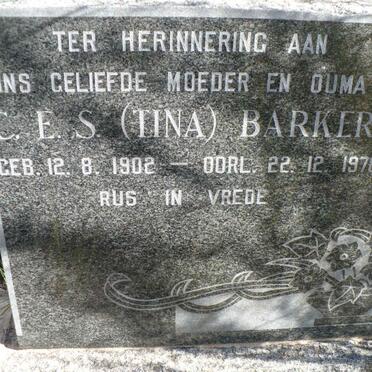 TER HERINNERING AAN
ONS GELIEFDE MOEDER EN OUMA
C. E. S. (TINA) BARKER
GEB. 12. 8. 1902 — OORL. 22. 12. 197
RUS IN VREDE